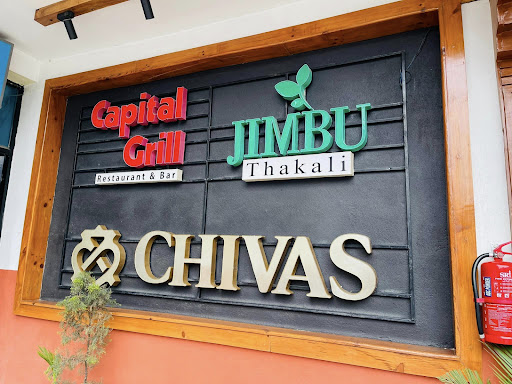 Capital
Grill
Restaurant & Bar
JIMBU
Thakali
CHIVAS